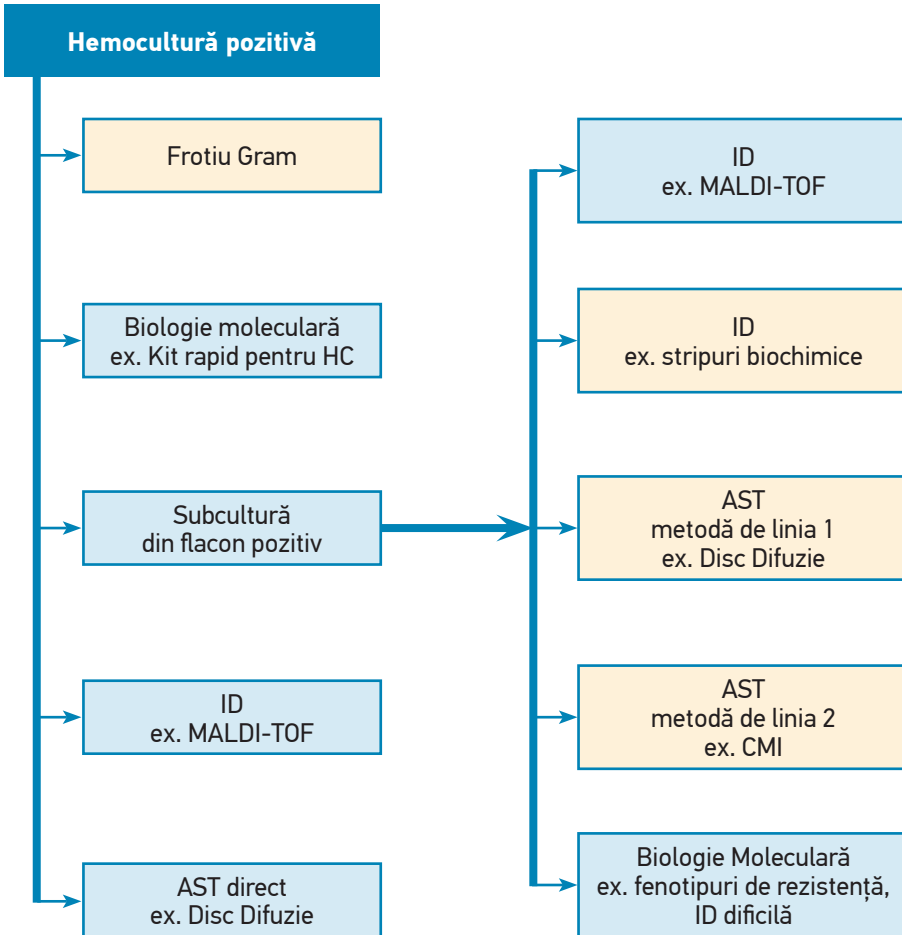 Hemocultură pozitivă
Frotiu Gram
Biologie moleculară
ex. Kit rapid pentru HC
Subcultură
din flacon pozitiv
ID
ex. MALDI-TOF
AST direct
ex. Disc Difuzie
ID
ex. MALDI-TOF
ID
ex. stripuri biochimice
AST
metodă de linia 1
ex. Disc Difuzie
AST
metodă de linia 2
ex. CMI
Biologie Moleculară
ex. fenotipuri de rezistență,
ID dificilă